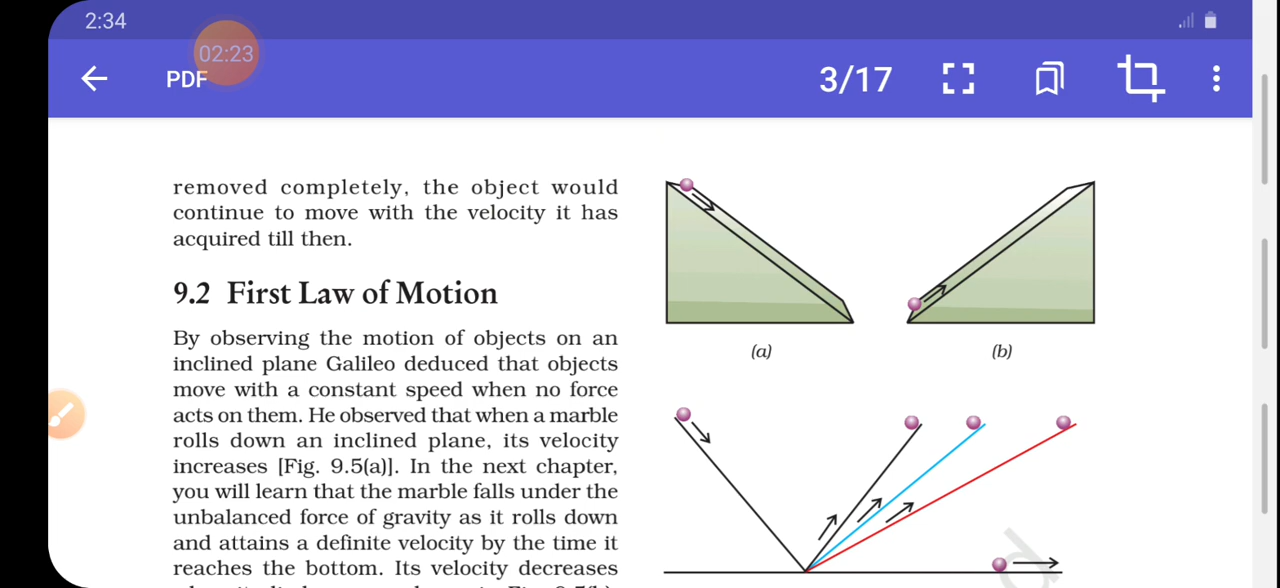 2:34
02:23
PDF
3/17
removed completely, the object would
continue to move with the velocity it has
acquired till then.
9.2 First Law of Motion
By observing the motion of objects on an
inclined plane Galileo deduced that objects
move with a constant speed when no force
acts on them. He observed that when a marble
rolls down an inclined plane, its velocity
increases [Fig. 9.5(a)]. In the next chapter,
you will learn that the marble falls under the
unbalanced force of gravity as it rolls down
and attains a definite velocity by the time it
reaches the bottom. Its velocity decreases
(a)
(b)
d